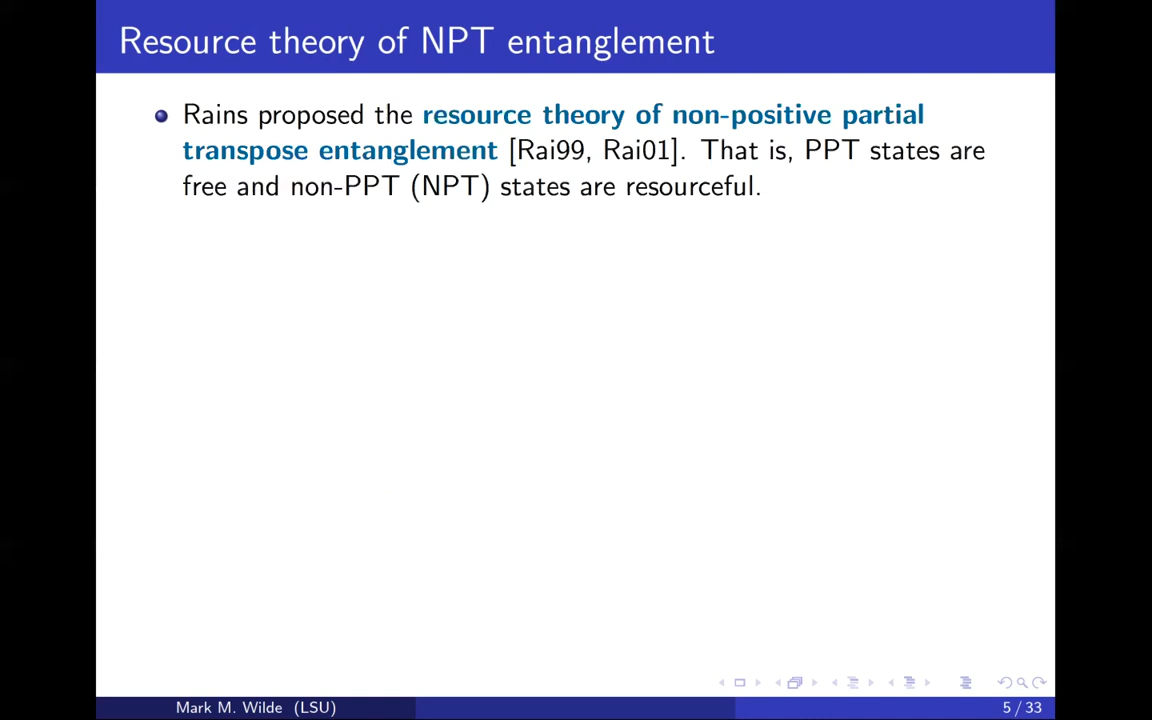 Resource theory of NPT entanglement
Rains proposed the resource theory of non-positive partial
transpose entanglement [Rai99, Rai01]. That is, PPT states are
free and non-PPT (NPT) states are resourceful.
Mark M. Wilde (LSU)
5 / 33